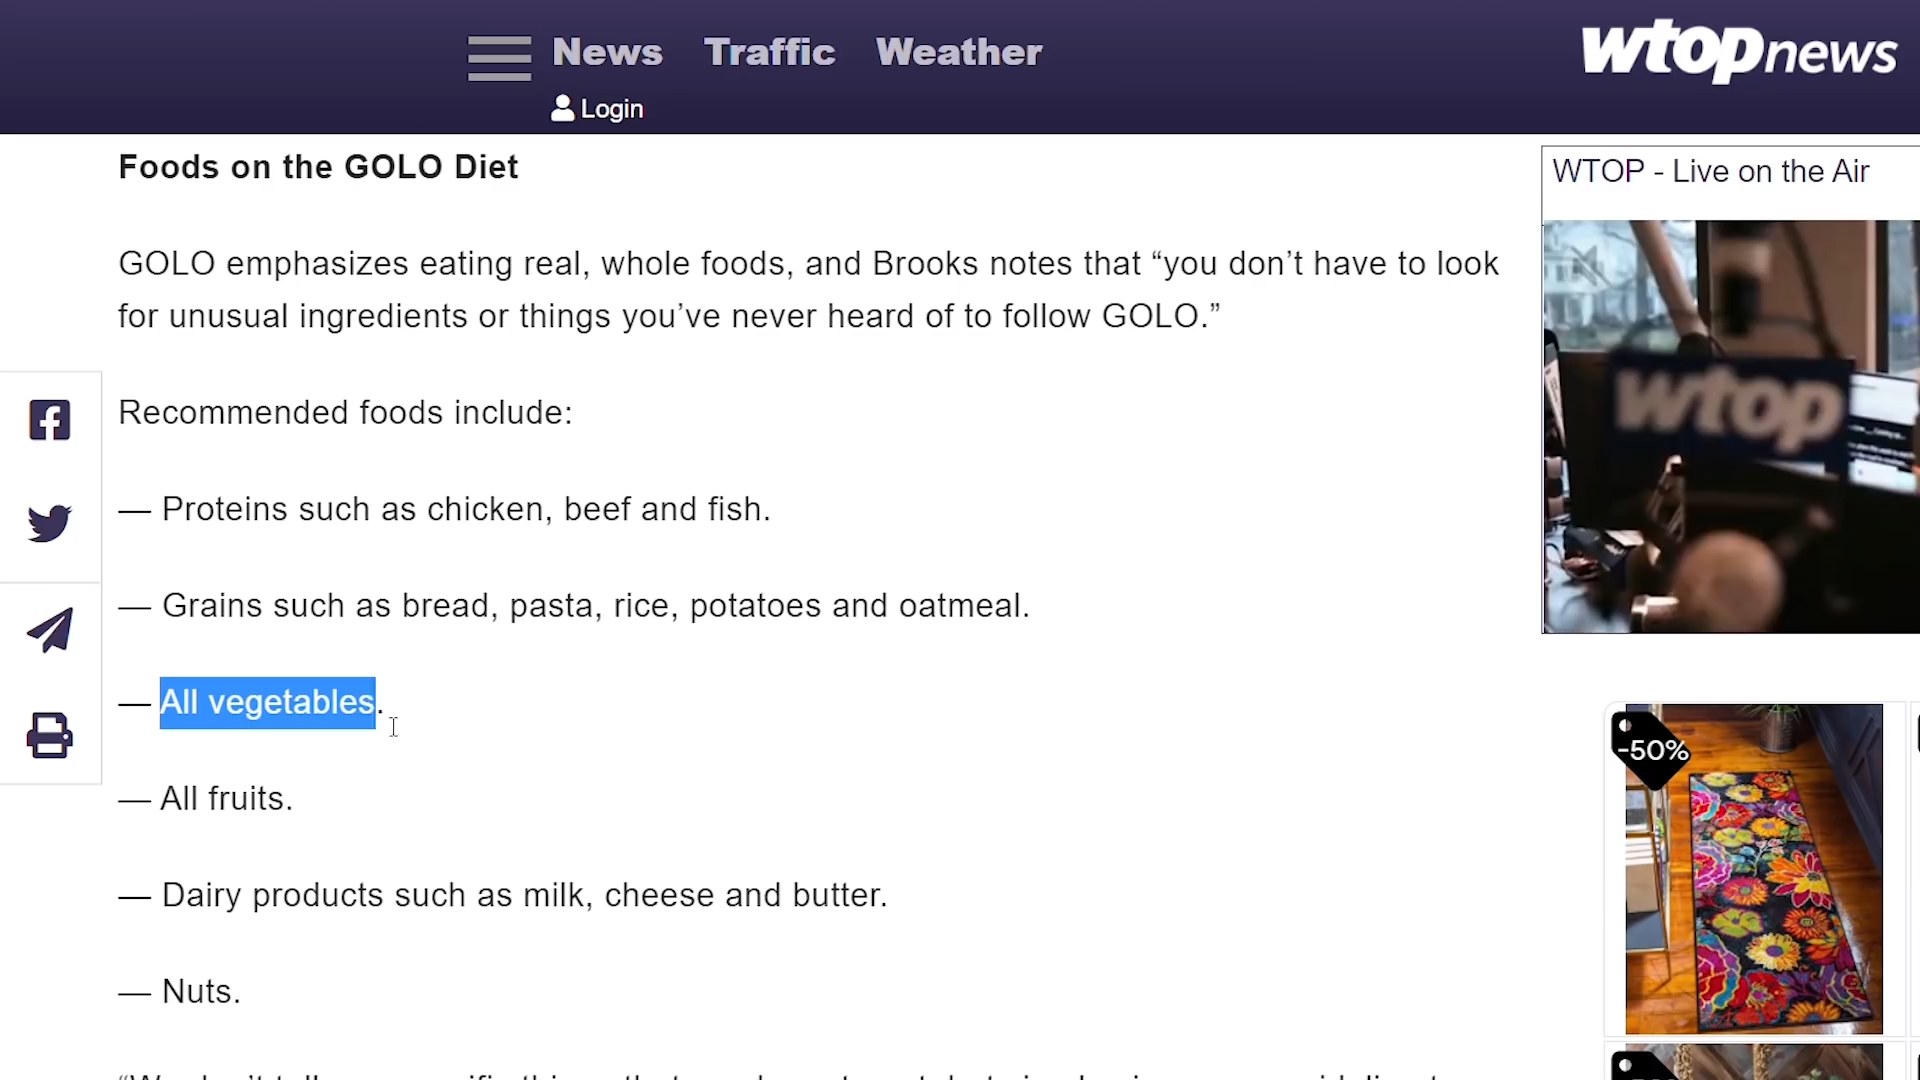 News Traffic Weather
wtopnews
Login
Foods on the GOLO Diet
WTOP - Live on the Air
GOLO emphasizes eating real, whole foods, and Brooks notes that “you don’t have to look
for unusual ingredients or things you’ve never heard of to follow GOLO.”
wtop
Recommended foods include:
— Proteins such as chicken, beef and fish.
— Grains such as bread, pasta, rice, potatoes and oatmeal.
— All vegetables.
-50%
— All fruits.
— Dairy products such as milk, cheese and butter.
— Nuts.